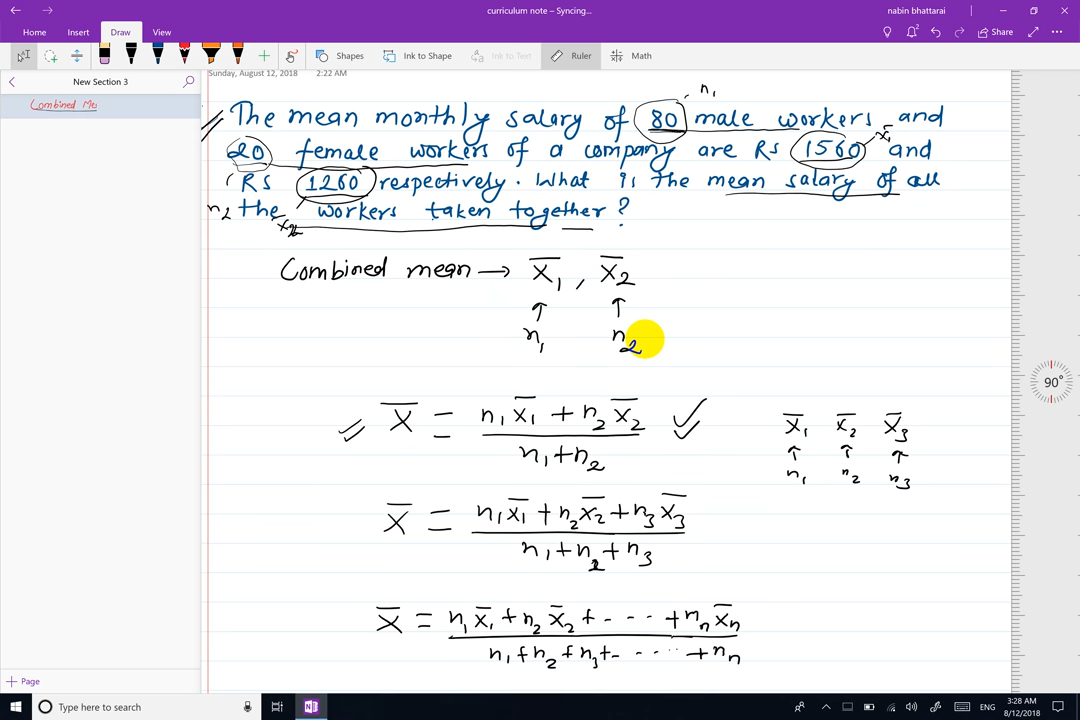 curriculum note – Syncing...
nabin bhattarai
Home Insert Draw View
Shapes Ink to Shape Ink to Text Ruler Math
Share
New Section 3
Combined Me
Page
Sunday, August 12, 2018 2:22 AM
n₁
The mean monthly salary of 80 male workers and
x̄₁
20 female workers of a company are Rs 1560 and
Rs 1260 respectively. What is the mean salary of all
n₂ the workers taken together?
x̄₂
Combined mean → X̄₁, X̄₂
↑ ↑
n₁ n₂
X̄ = n₁x̄₁ + n₂x̄₂
n₁+n₂
X̄₁ X̄₂ X̄₃
↑ ↑ ↑
n₁ n₂ n₃
X̄ = n₁x̄₁ + n₂x̄₂ + n₃x̄₃
n₁+n₂+n₃
X̄ = n₁x̄₁ + n₂x̄₂ + ---- + nₙx̄ₙ
n₁+n₂+n₃+----- + nₙ
90°
Type here to search
ENG
3:28 AM
8/12/2018